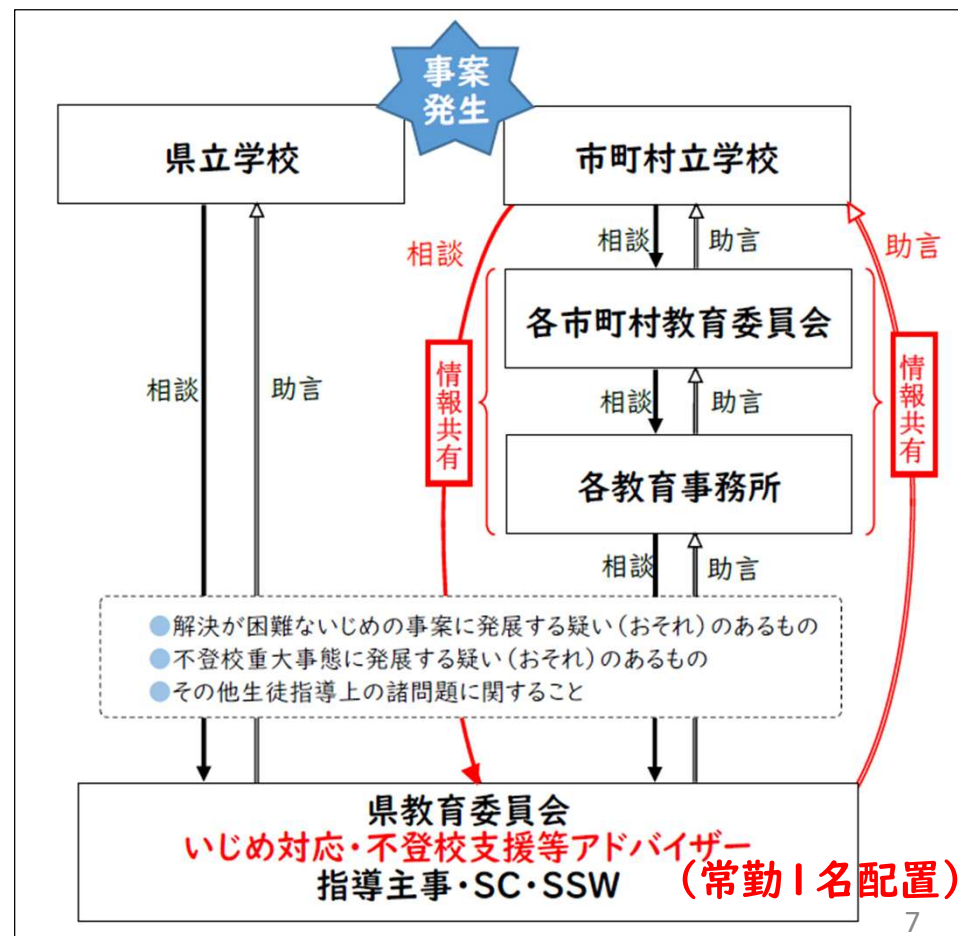 事案
発生
県立学校
市町村立学校
相談
相談
助言
助言
各市町村教育委員会
情報共有
情報共有
相談
助言
相談
助言
各教育事務所
相談
助言
●解決が困難ないじめの事案に発展する疑い(おそれ)のあるもの
●不登校重大事態に発展する疑い(おそれ)のあるもの
●その他生徒指導上の諸問題に関すること
県教育委員会
いじめ対応・不登校支援等アドバイザー
指導主事・SC・SSW
(常勤1名配置)
7